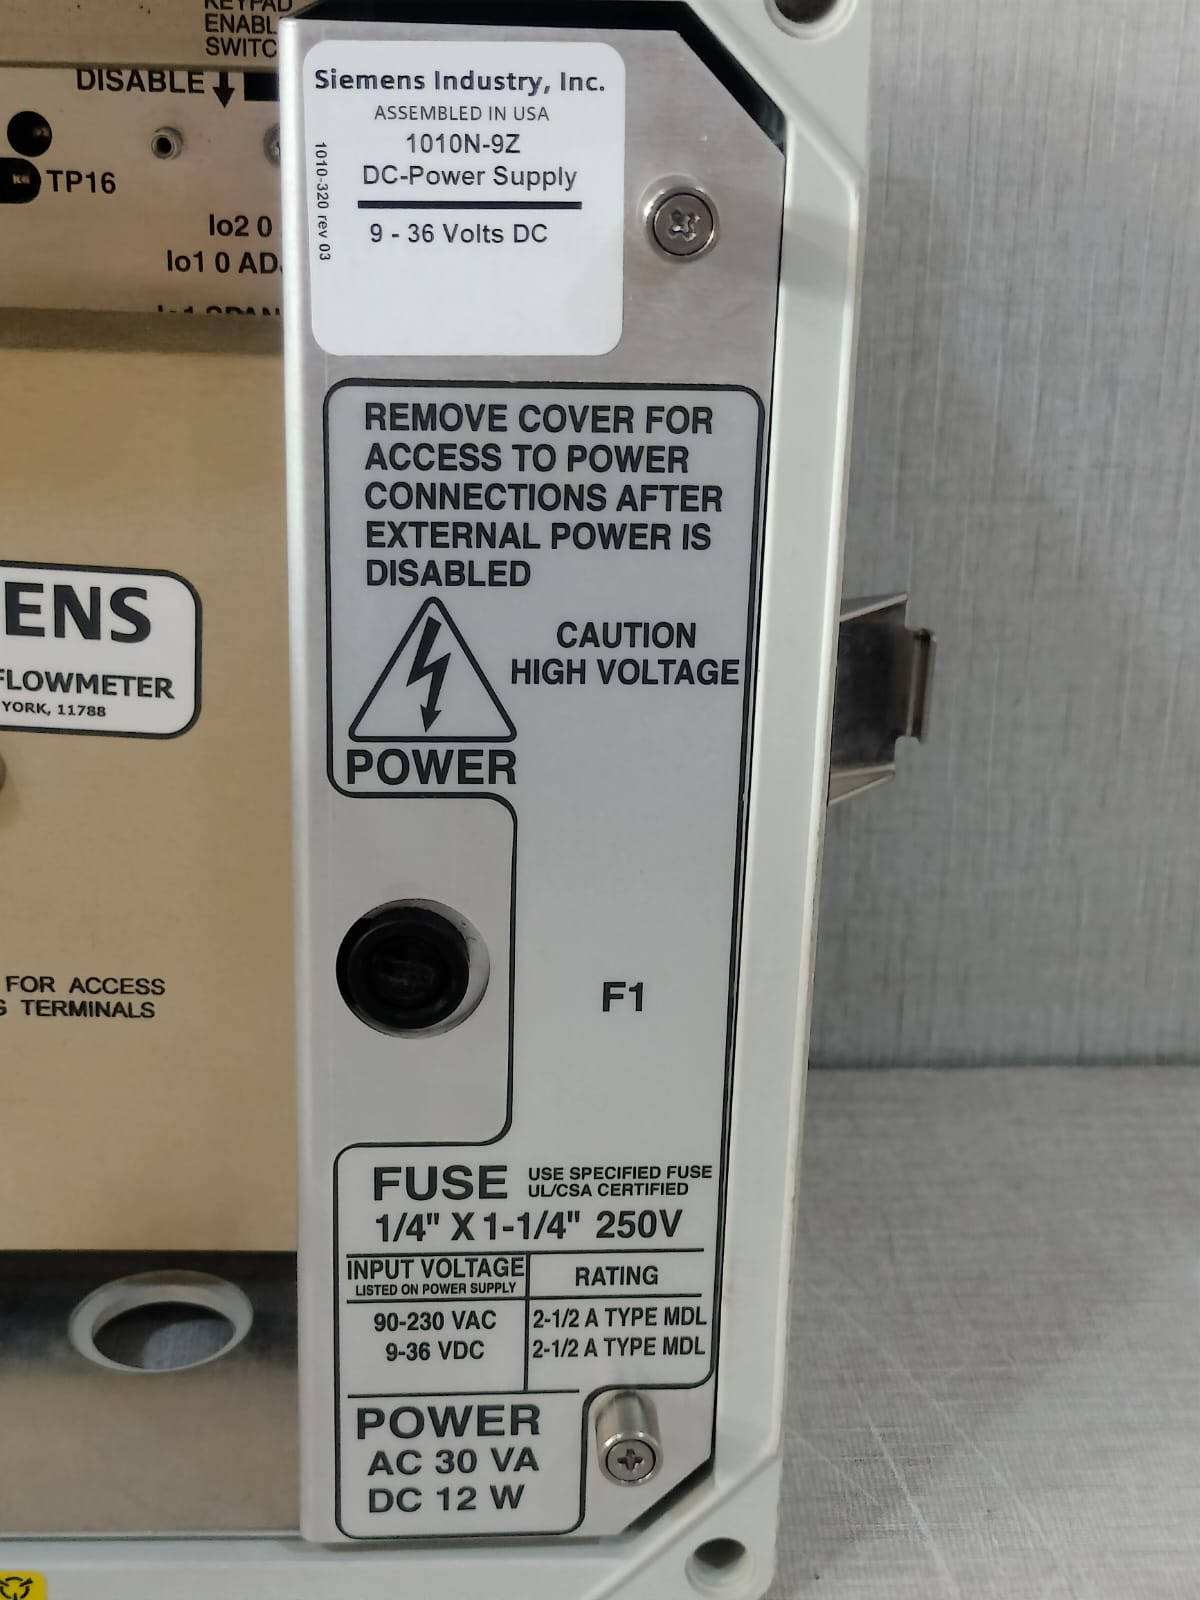 KEYPAD
ENABL
SWITC
DISABLE
TP16
Io2 0
Io1 0 AD
Io1 SPAN
ENS
FLOWMETER
YORK, 11788
FOR ACCESS
TERMINALS
Siemens Industry, Inc.
ASSEMBLED IN USA
1010N-9Z
DC-Power Supply
9 - 36 Volts DC
1010-320 rev 03
REMOVE COVER FOR
ACCESS TO POWER
CONNECTIONS AFTER
EXTERNAL POWER IS
DISABLED
CAUTION
HIGH VOLTAGE
POWER
F1
FUSE USE SPECIFIED FUSE
UL/CSA CERTIFIED
1/4" X 1-1/4" 250V
INPUT VOLTAGE RATING
LISTED ON POWER SUPPLY
90-230 VAC 2-1/2 A TYPE MDL
9-36 VDC 2-1/2 A TYPE MDL
POWER
AC 30 VA
DC 12 W